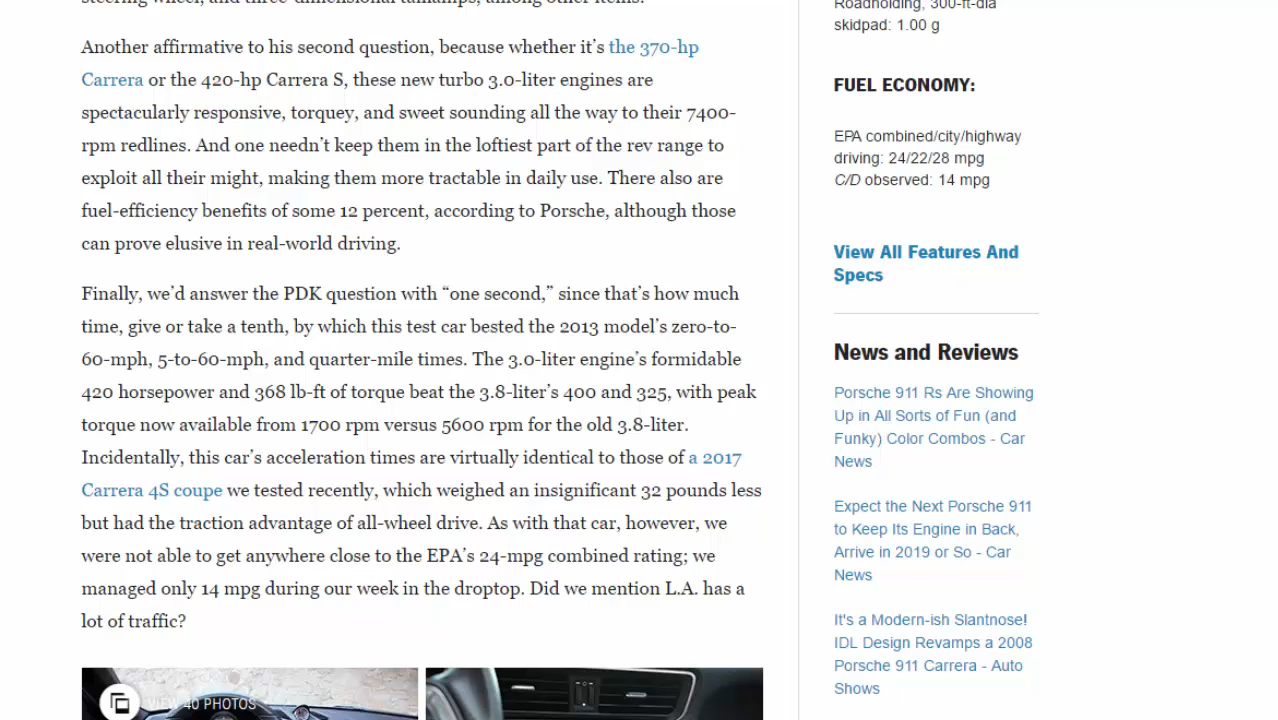 steering wheel, and three-dimensional taillamps, among other items.
Another affirmative to his second question, because whether it’s the 370-hp
Carrera or the 420-hp Carrera S, these new turbo 3.0-liter engines are
spectacularly responsive, torquey, and sweet sounding all the way to their 7400-
rpm redlines. And one needn’t keep them in the loftiest part of the rev range to
exploit all their might, making them more tractable in daily use. There also are
fuel-efficiency benefits of some 12 percent, according to Porsche, although those
can prove elusive in real-world driving.
Finally, we’d answer the PDK question with “one second,” since that’s how much
time, give or take a tenth, by which this test car bested the 2013 model’s zero-to-
60-mph, 5-to-60-mph, and quarter-mile times. The 3.0-liter engine’s formidable
420 horsepower and 368 lb-ft of torque beat the 3.8-liter’s 400 and 325, with peak
torque now available from 1700 rpm versus 5600 rpm for the old 3.8-liter.
Incidentally, this car’s acceleration times are virtually identical to those of a 2017
Carrera 4S coupe we tested recently, which weighed an insignificant 32 pounds less
but had the traction advantage of all-wheel drive. As with that car, however, we
were not able to get anywhere close to the EPA’s 24-mpg combined rating; we
managed only 14 mpg during our week in the droptop. Did we mention L.A. has a
lot of traffic?
VIEW 40 PHOTOS
Roadholding, 300-ft-dia
skidpad: 1.00 g
FUEL ECONOMY:
EPA combined/city/highway
driving: 24/22/28 mpg
C/D observed: 14 mpg
View All Features And
Specs
News and Reviews
Porsche 911 Rs Are Showing
Up in All Sorts of Fun (and
Funky) Color Combos - Car
News
Expect the Next Porsche 911
to Keep Its Engine in Back,
Arrive in 2019 or So - Car
News
It's a Modern-ish Slantnose!
IDL Design Revamps a 2008
Porsche 911 Carrera - Auto
Shows